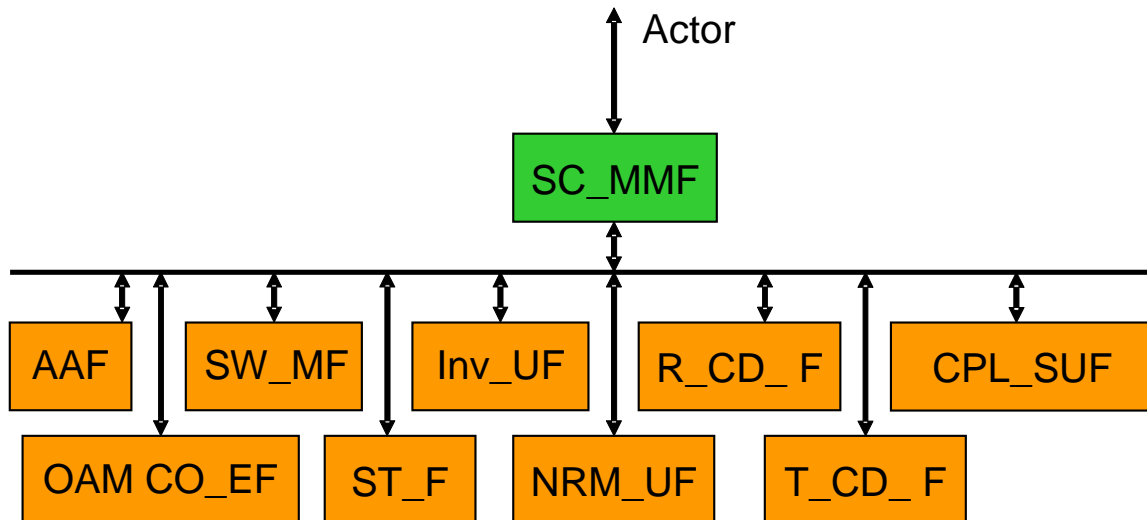 Actor
SC_MMF
AAF
SW_MF
Inv_UF
R_CD_ F
CPL_SUF
OAM CO_EF
ST_F
NRM_UF
T_CD_ F